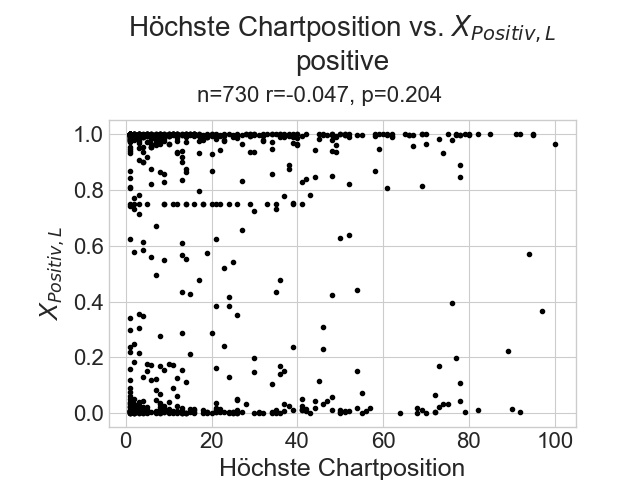 Höchste Chartposition vs. X_{Positiv, L}
positive
n=730 r=-0.047, p=0.204
1.0
0.8
0.6
0.4
0.2
0.0
X_{Positiv, L}
0 20 40 60 80 100
Höchste Chartposition